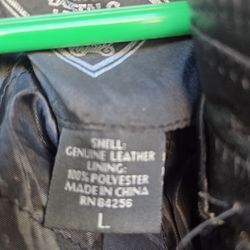 SHELL:
GENUINE LEATHER
LINING:
100% POLYESTER
MADE IN CHINA
RN 84256
L